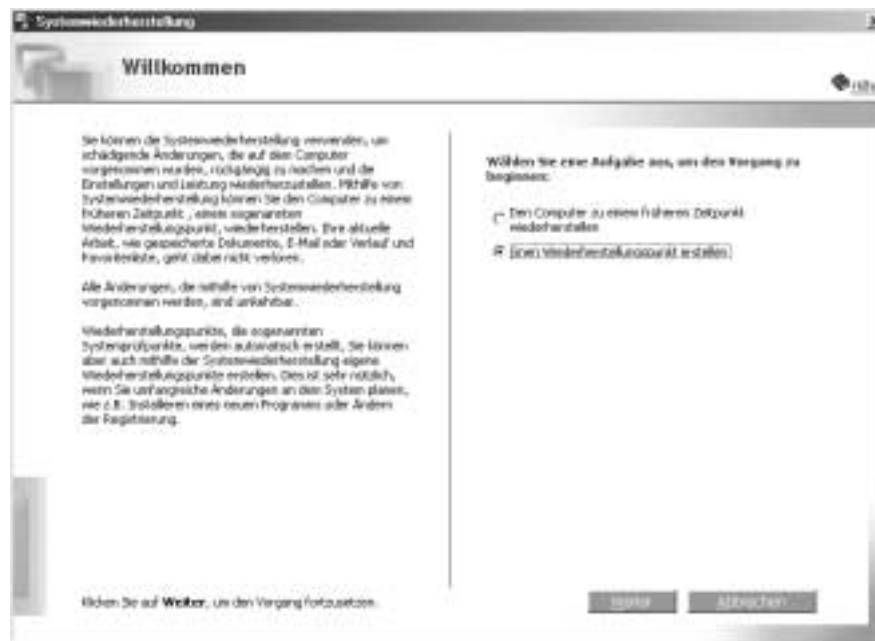 Systemwiederherstellung
Willkommen
Hilfe
Sie können die Systemwiederherstellung verwenden, um
schädigende Änderungen, die auf dem Computer
vorgenommen wurden, rückgängig zu machen und die
Einstellungen und Leistung wiederherzustellen. Mithilfe von
Systemwiederherstellung können Sie den Computer zu einem
früheren Zeitpunkt , einem sogenannten
Wiederherstellungspunkt, wiederherstellen. Ihre aktuelle
Arbeit, wie gespeicherte Dokumente, E-Mail oder Verlauf und
Favoritenliste, geht dabei nicht verloren.
Alle Änderungen, die mithilfe von Systemwiederherstellung
vorgenommen werden, sind umkehrbar.
Wiederherstellungspunkte, die sogenannten
Systemprüfpunkte, werden automatisch erstellt, Sie können
aber auch mithilfe der Systemwiederherstellung eigene
Wiederherstellungspunkte erstellen. Dies ist sehr nützlich,
wenn Sie umfangreiche Änderungen an dem System planen,
wie z.B. Installieren eines neuen Programms oder Ändern
der Registrierung.
Klicken Sie auf Weiter, um den Vorgang fortzusetzen.
Wählen Sie eine Aufgabe aus, um den Vorgang zu
beginnen:
Den Computer zu einem früheren Zeitpunkt
wiederherstellen
Einen Wiederherstellungspunkt erstellen
Weiter
Abbrechen